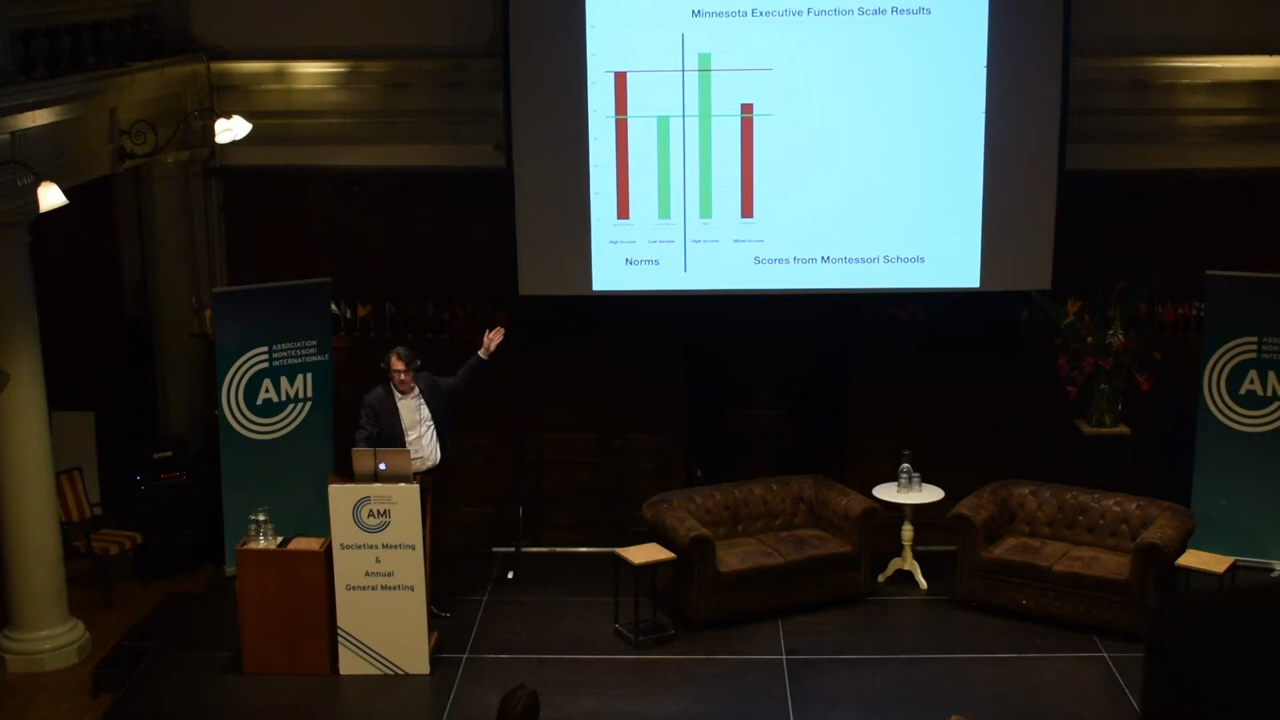 Minnesota Executive Function Scale Results
High Income
Low Income
High Income
Mixed Income
Norms
Scores from Montessori Schools
ASSOCIATION
MONTESSORI
INTERNATIONALE
AMI
AMI
Societies Meeting
&
Annual
General Meeting
AM